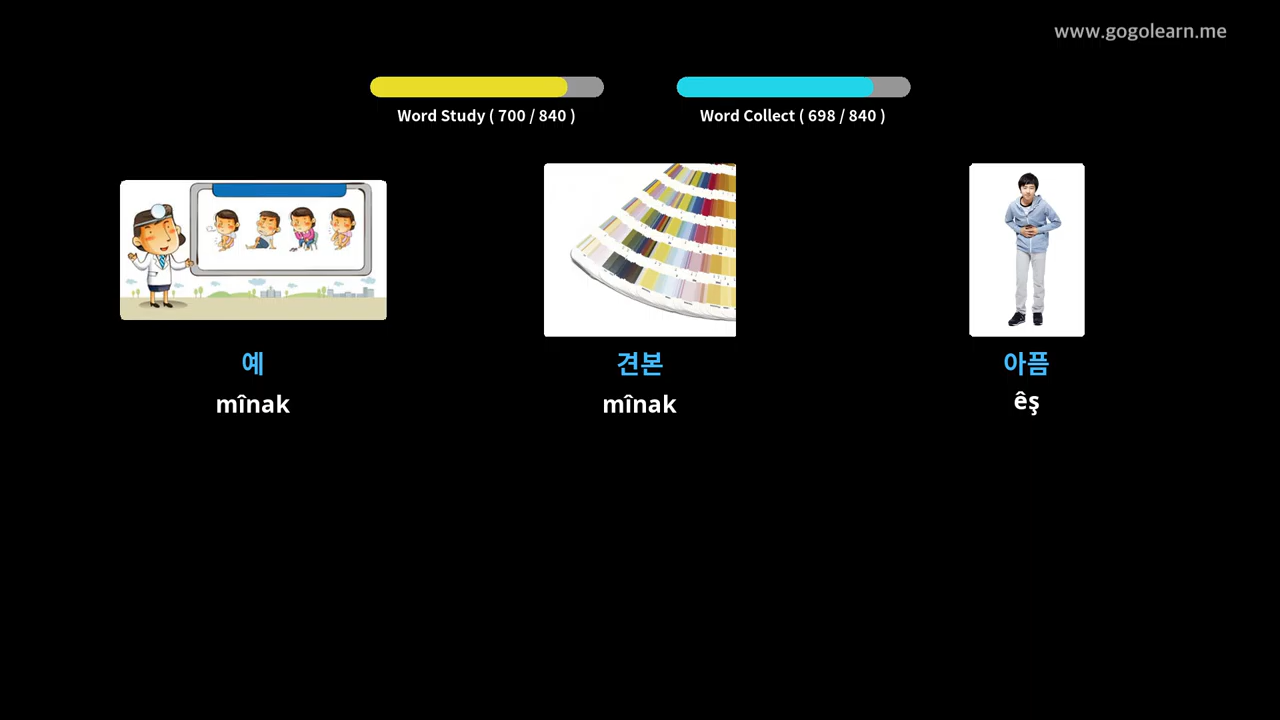 www.gogolearn.me
Word Study ( 700 / 840 )
Word Collect ( 698 / 840 )
예
견본
아픔
mînak
mînak
êş